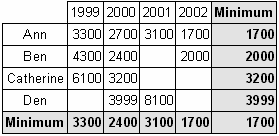 1999 2000 2001 2002 Minimum
Ann 3300 2700 3100 1700 1700
Ben 4300 2400 2000 2000
Catherine 6100 3200 3200
Den 3999 8100 3999
Minimum 3300 2400 3100 1700 1700